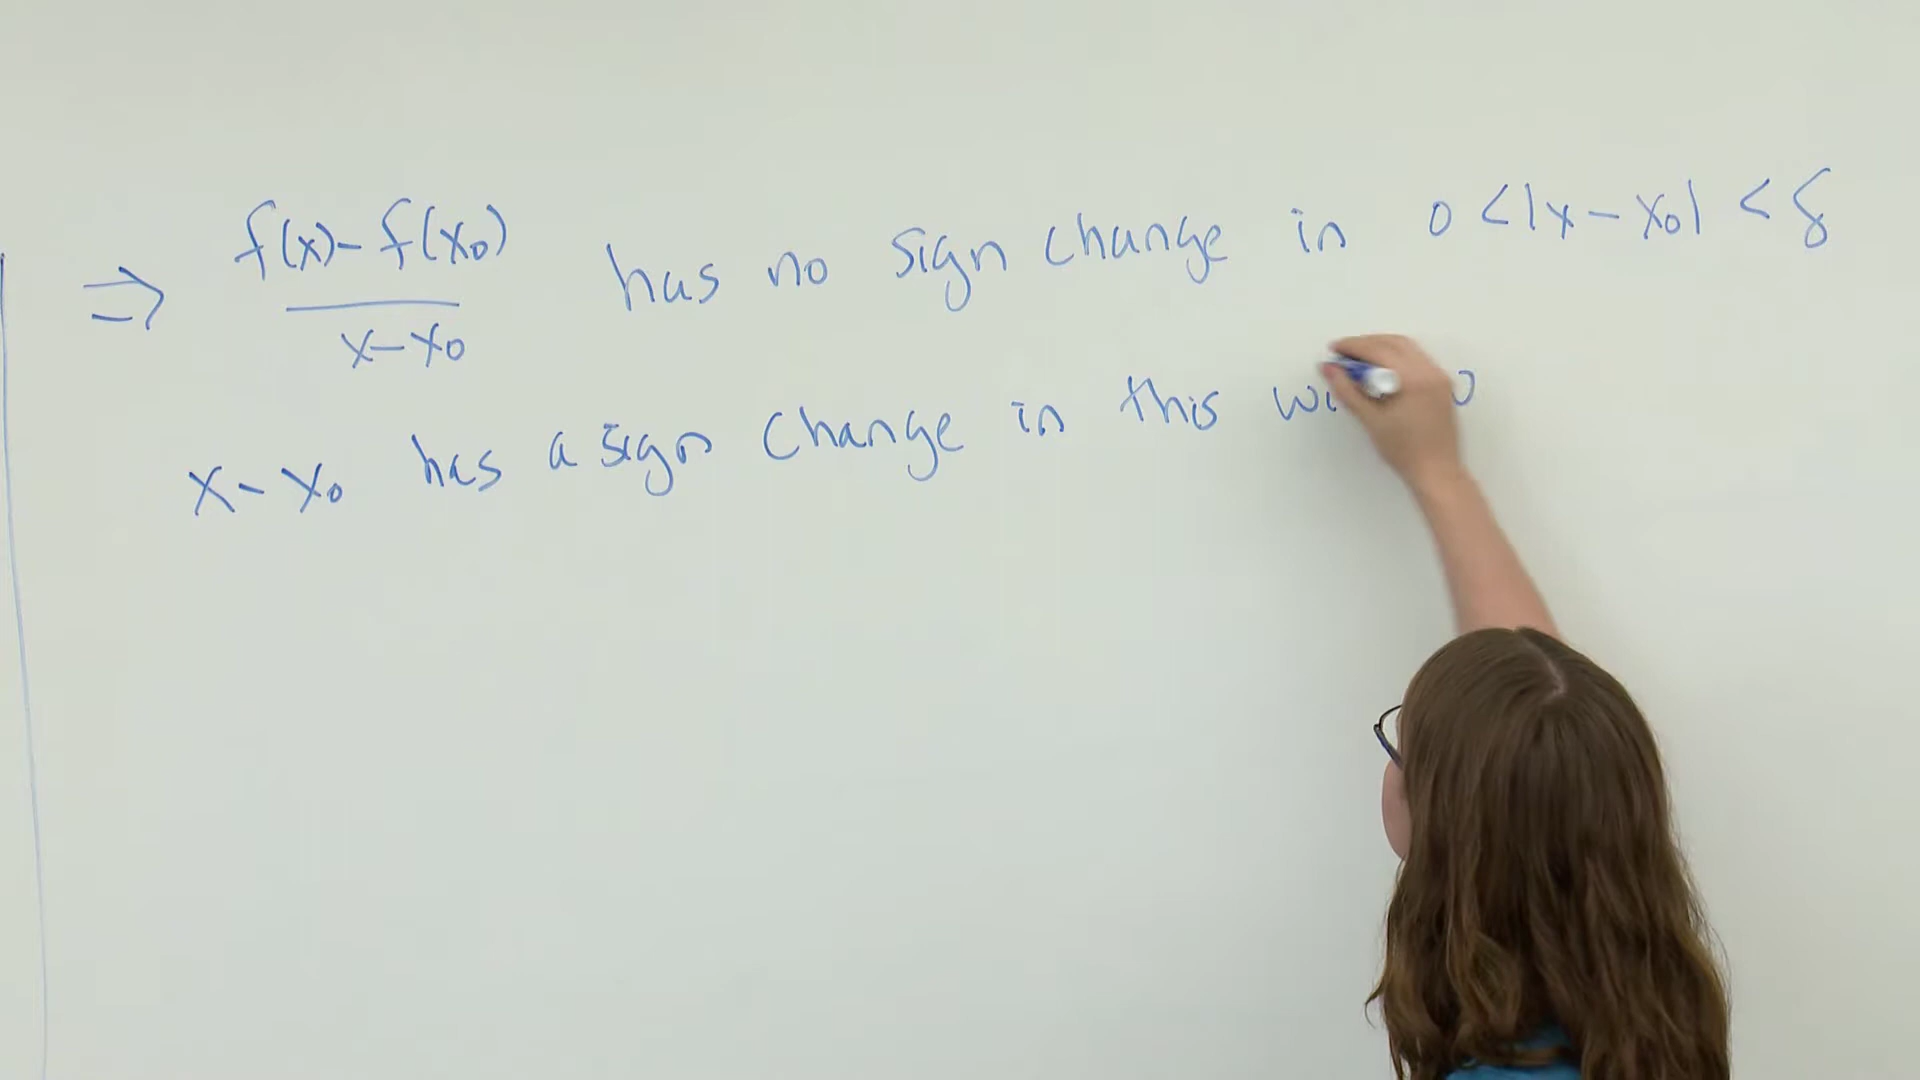 ⇒ f(x)-f(x₀) / x-x₀ has no sign change in 0<|x-x₀|<δ
x-x₀ has a sign change in this